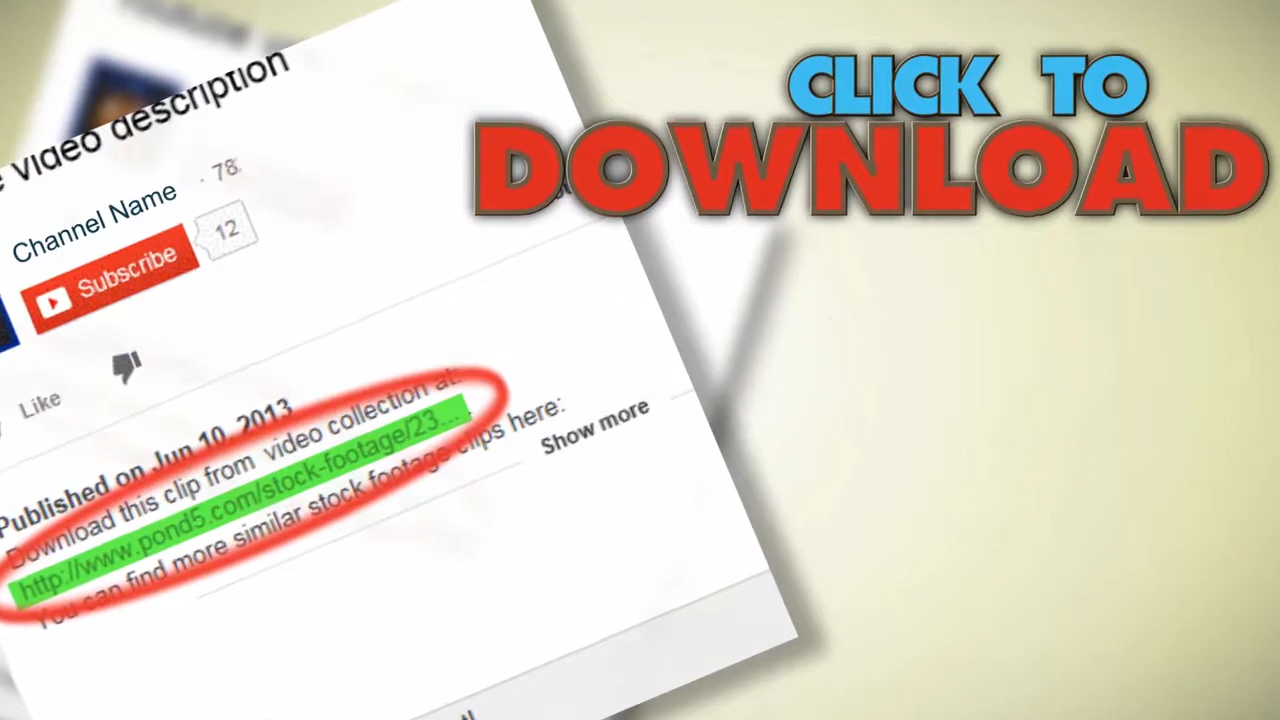 CLICK TO
DOWNLOAD
video description
Channel Name
78
Subscribe
12
Like
Published on Jun 10, 2013
Download this clip from video collection at:
http://www.pond5.com/stock-footage/23...
You can find more similar stock footage clips here:
Show more